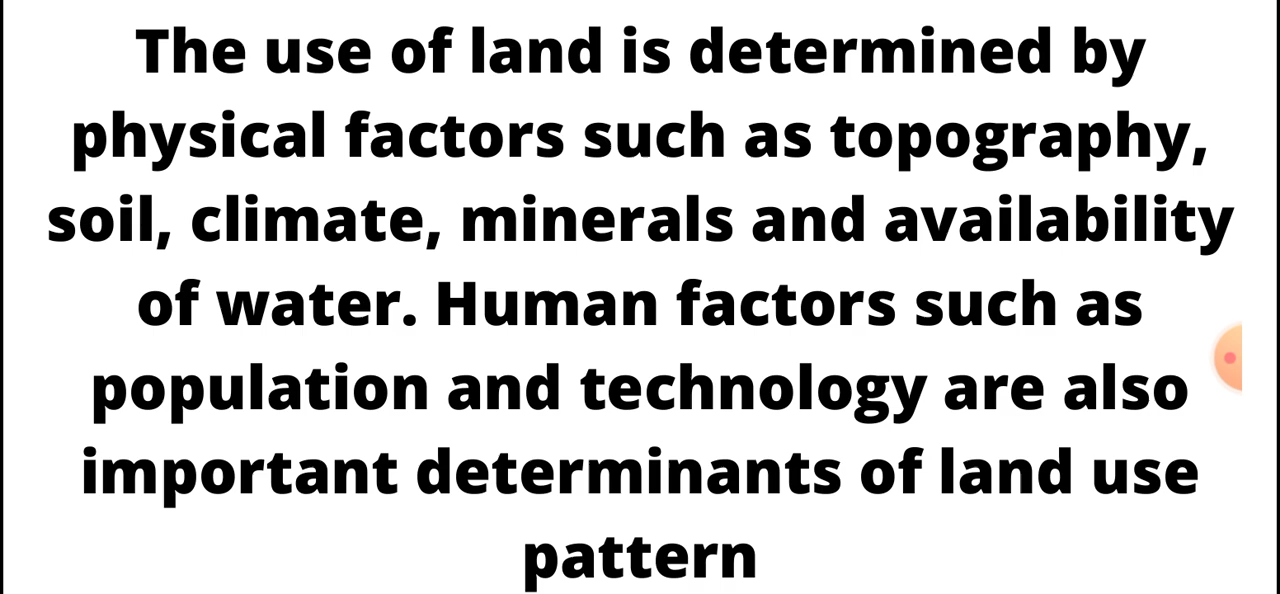 The use of land is determined by
physical factors such as topography,
soil, climate, minerals and availability
of water. Human factors such as
population and technology are also
important determinants of land use
pattern